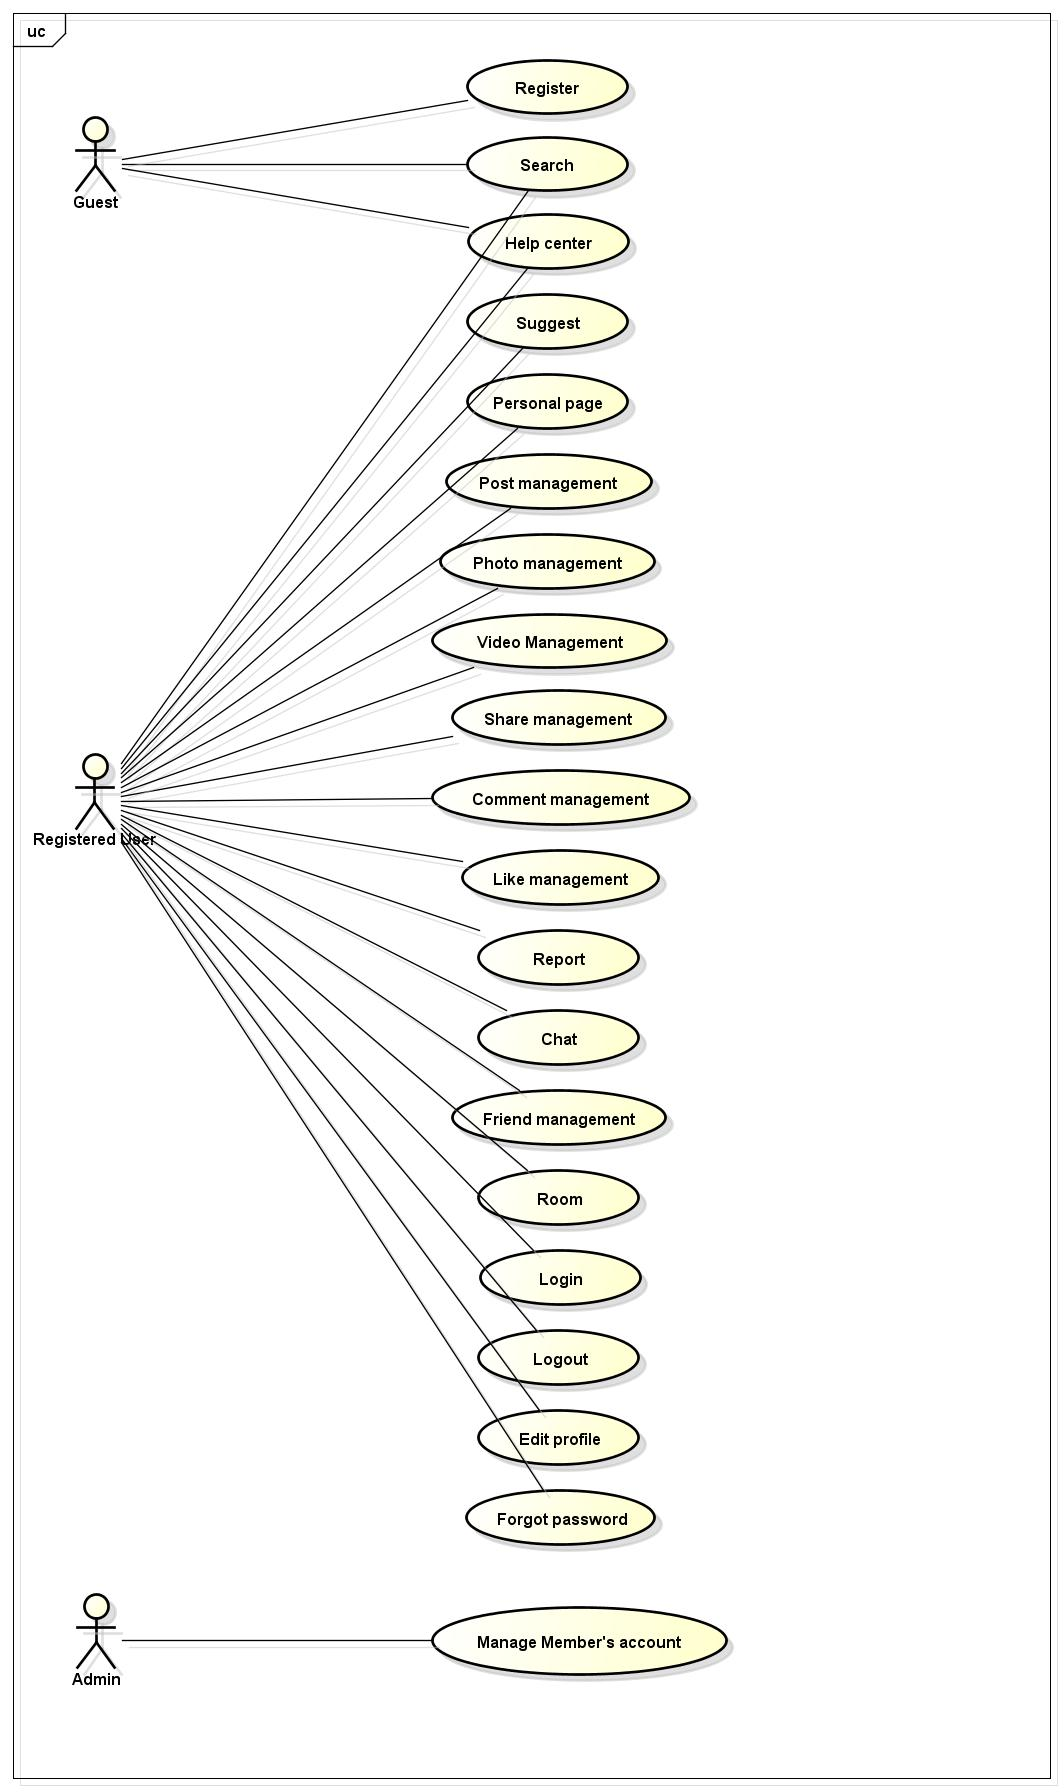 uc
Register
Search
Guest
Help center
Suggest
Personal page
Post management
Photo management
Video Management
Share management
Comment management
Registered User
Like management
Report
Chat
Friend management
Room
Login
Logout
Edit profile
Forgot password
Manage Member's account
Admin